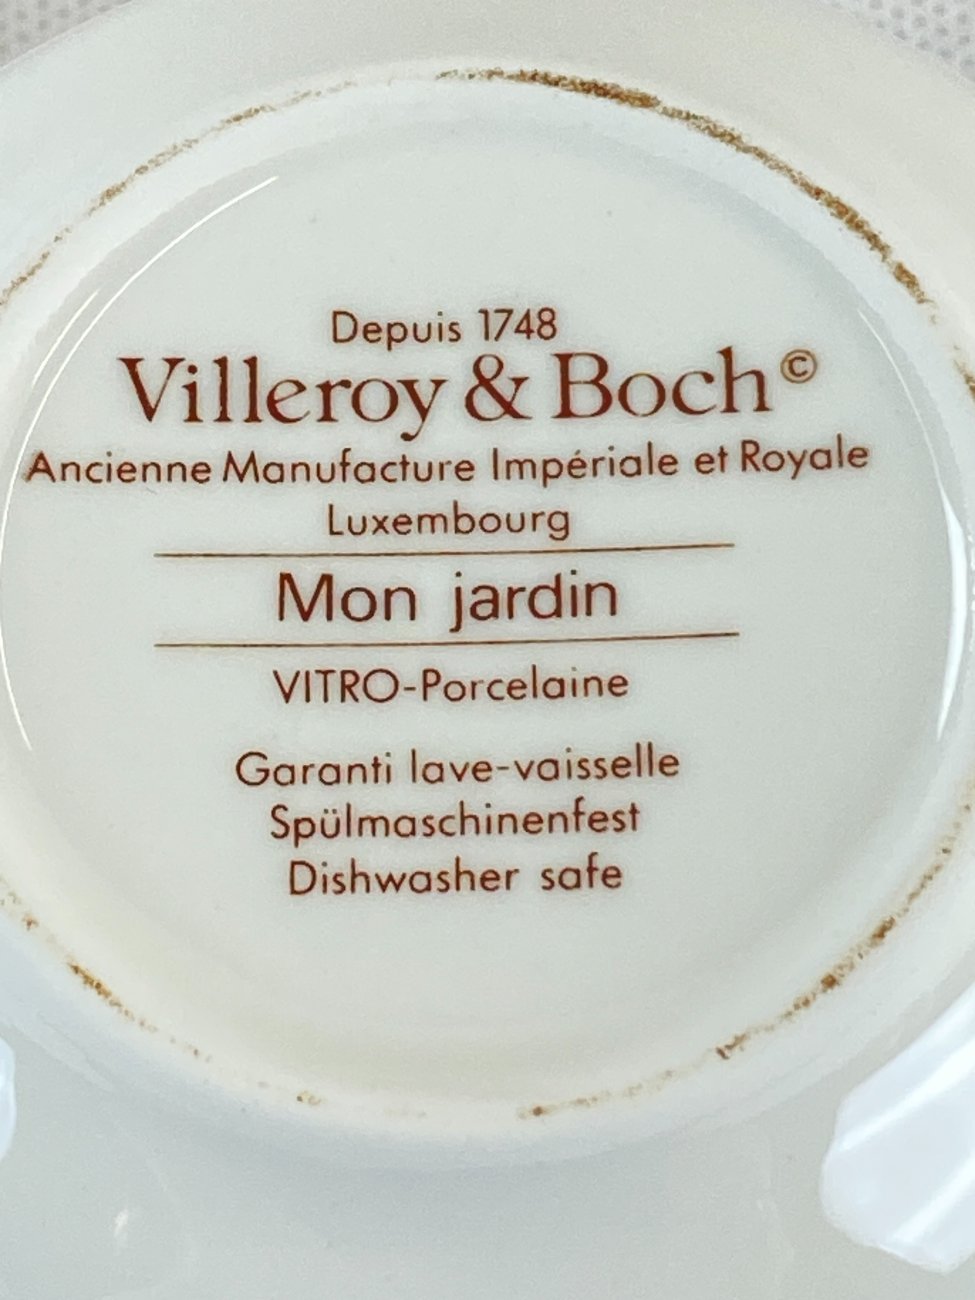 Depuis 1748
Villeroy & Boch©
Ancienne Manufacture Impériale et Royale
Luxembourg
Mon jardin
VITRO-Porcelaine
Garanti lave-vaisselle
Spülmaschinenfest
Dishwasher safe